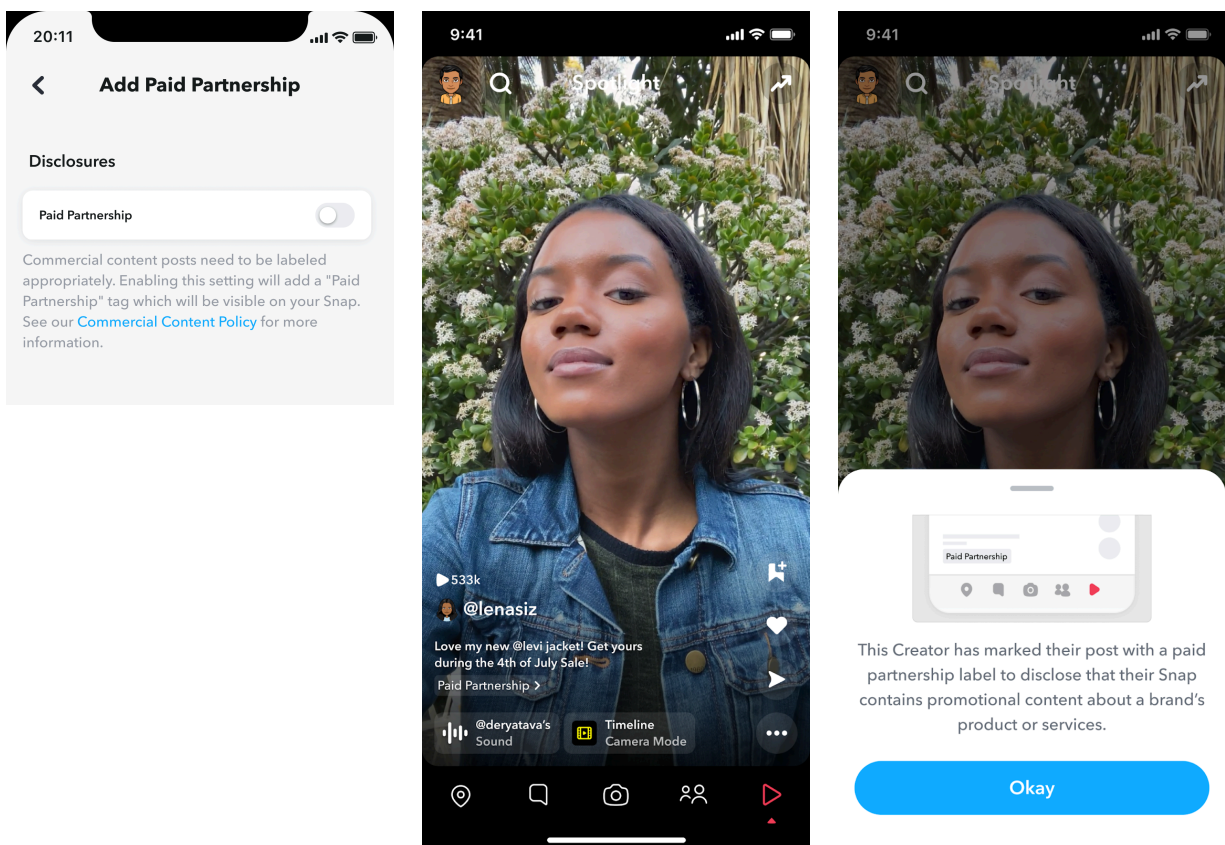 20:11
Add Paid Partnership
Disclosures
Paid Partnership
Commercial content posts need to be labeled
appropriately. Enabling this setting will add a "Paid
Partnership" tag which will be visible on your Snap.
See our Commercial Content Policy for more
information.
9:41
Spotlight
533k
@lenasiz
Love my new @levi jacket! Get yours
during the 4th of July Sale!
Paid Partnership
@deryatava's
Sound
Timeline
Camera Mode
9:41
Spotlight
Paid Partnership
This Creator has marked their post with a paid
partnership label to disclose that their Snap
contains promotional content about a brand's
product or services.
Okay